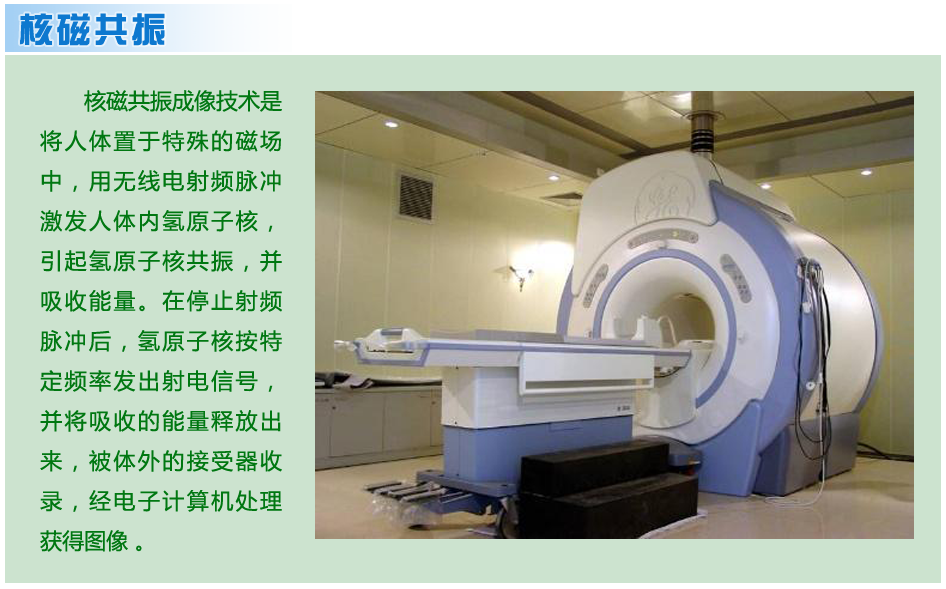 核磁共振
核磁共振成像技术是
将人体置于特殊的磁场
中，用无线电射频脉冲
激发人体内氢原子核，
引起氢原子核共振，并
吸收能量。在停止射频
脉冲后，氢原子核按特
定频率发出射电信号，
并将吸收的能量释放出
来，被体外的接受器收
录，经电子计算机处理
获得图像 。
GE